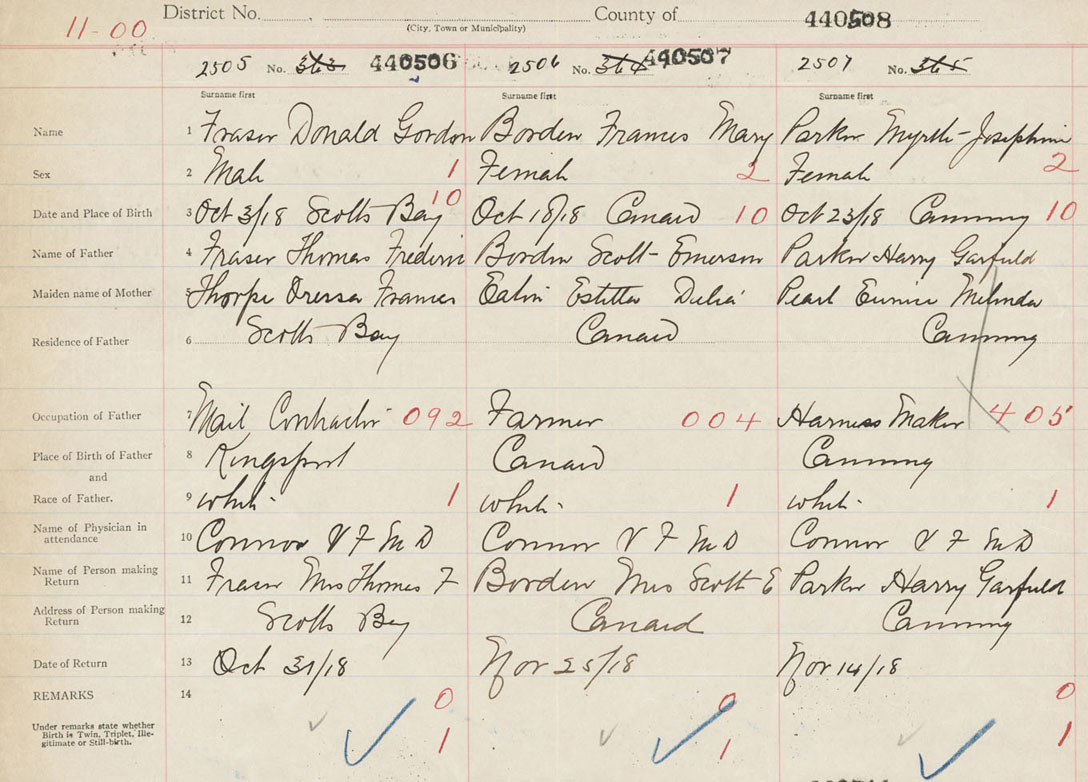 District No. , County of 440508
(City, Town or Municipality)
11-00
2505 No. 363 440506 2506 No. 364 440507 2507 No. 365
Surname first Surname first Surname first
Name 1 Fraser Donald Gordon Borden Frances Mary Parker Myrtle Josephine
Sex 2 Male 1 Female 2 Female 2
Date and Place of Birth 3 Oct 3/18 Scotts Bay 10 Oct 18/18 Canard 10 Oct 23/18 Canning 10
Name of Father 4 Fraser Thomas Frederic Borden Scott Emerson Parker Harry Garfield
Maiden name of Mother 5 Thorpe Frances Estella Delia Pearl Eunice Melinda
Residence of Father 6 Scotts Bay Canard Canning
Occupation of Father 7 Mail Contractor 092 Farmer 004 Harness Maker 405
Place of Birth of Father 8 Kingsport Canard Canning
and
Race of Father. 9 White 1 White 1 White 1
Name of Physician in
attendance 10 Connor V F M D Connor V F M D Connor V F M D
Name of Person making
Return 11 Fraser Mrs Thomas F Borden Mrs Scott E Parker Harry Garfield
Address of Person making
Return 12 Scotts Bay Canard Canning
Date of Return 13 Oct 31/18 Nov 25/18 Nov 14/18
REMARKS 14 0 0 0
Under remarks state whether
Birth is Twin, Triplet, Ille-
gitimate or Still-birth. 1 1 1